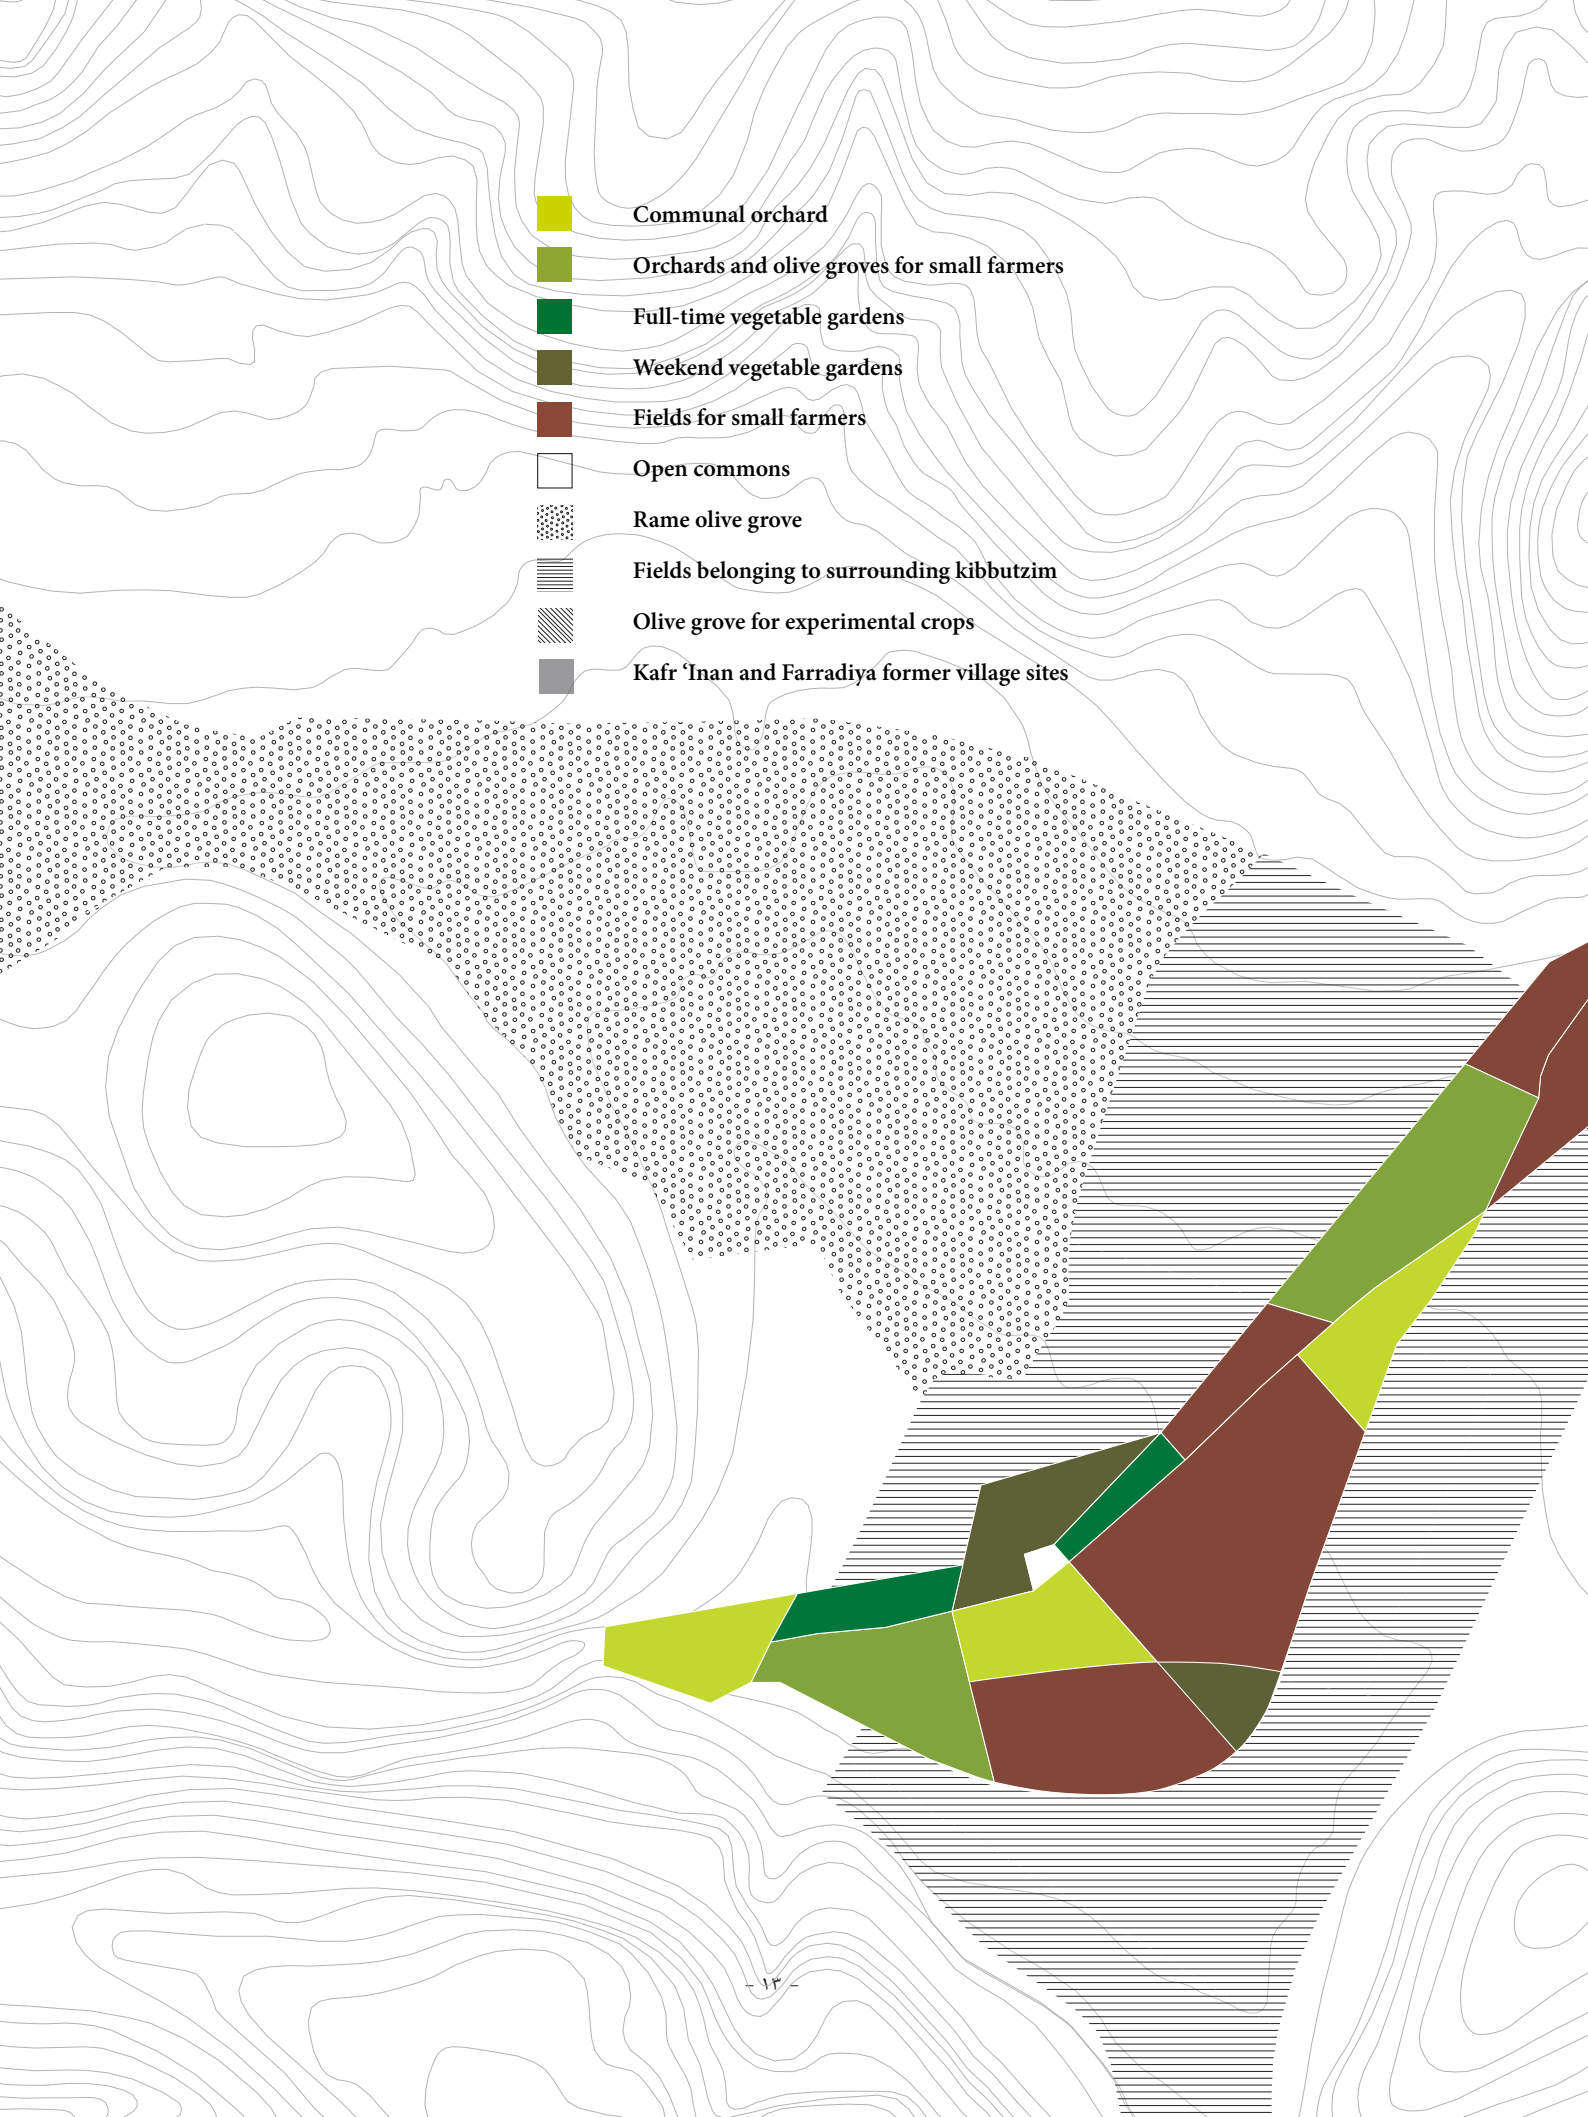 Communal orchard
Orchards and olive groves for small farmers
Full-time vegetable gardens
Weekend vegetable gardens
Fields for small farmers
Open commons
Rame olive grove
Fields belonging to surrounding kibbutzim
Olive grove for experimental crops
Kafr ‘Inan and Farradiya former village sites
– ١٣ –